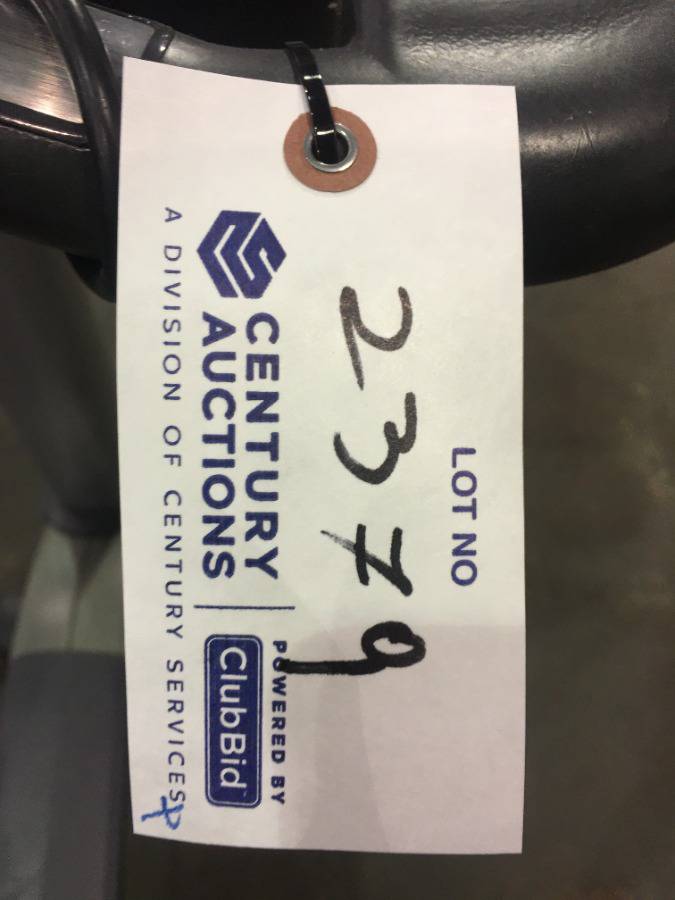 LOT NO
2379
CENTURY
AUCTIONS
POWERED BY
ClubBid
A DIVISION OF CENTURY SERVICES